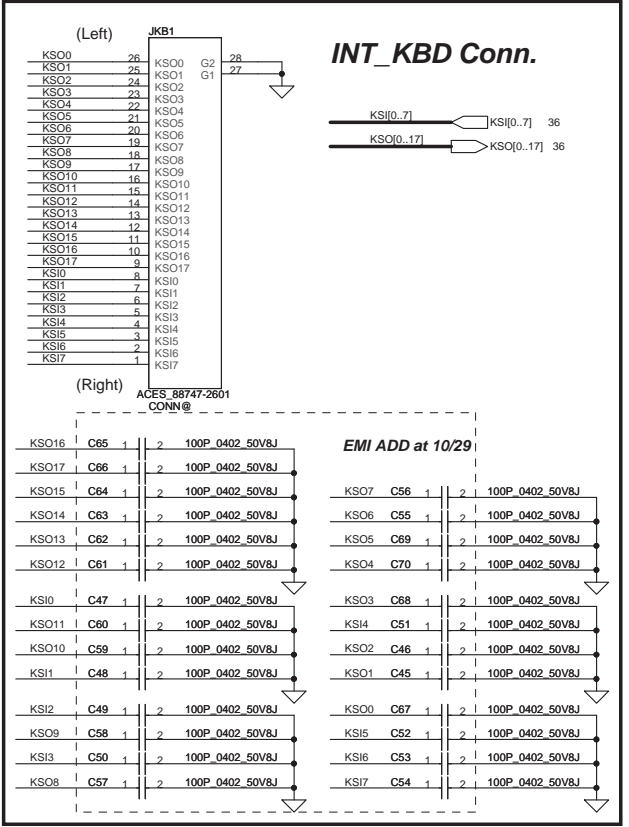 (Left)
JKB1
INT_KBD Conn.
KSO0 26 KSO0 G2 28
KSO1 25 KSO1 G1 27
KSO2 24 KSO2
KSO3 23 KSO3
KSO4 22 KSO4
KSO5 21 KSO5
KSO6 20 KSO6
KSO7 19 KSO7
KSO8 18 KSO8
KSO9 17 KSO9
KSO10 16 KSO10
KSO11 15 KSO11
KSO12 14 KSO12
KSO13 13 KSO13
KSO14 12 KSO14
KSO15 11 KSO15
KSO16 10 KSO16
KSO17 9 KSO17
KSI0 8 KSI0
KSI1 7 KSI1
KSI2 6 KSI2
KSI3 5 KSI3
KSI4 4 KSI4
KSI5 3 KSI5
KSI6 2 KSI6
KSI7 1 KSI7
KSI[0..7] KSI[0..7] 36
KSO[0..17] KSO[0..17] 36
(Right)
ACES_88747-2601
CONN@
EMI ADD at 10/29
KSO16 C65 1 2 100P_0402_50V8J
KSO17 C66 1 2 100P_0402_50V8J
KSO15 C64 1 2 100P_0402_50V8J
KSO14 C63 1 2 100P_0402_50V8J
KSO13 C62 1 2 100P_0402_50V8J
KSO12 C61 1 2 100P_0402_50V8J
KSI0 C47 1 2 100P_0402_50V8J
KSO11 C60 1 2 100P_0402_50V8J
KSO10 C59 1 2 100P_0402_50V8J
KSI1 C48 1 2 100P_0402_50V8J
KSI2 C49 1 2 100P_0402_50V8J
KSO9 C58 1 2 100P_0402_50V8J
KSI3 C50 1 2 100P_0402_50V8J
KSO8 C57 1 2 100P_0402_50V8J
KSO7 C56 1 2 100P_0402_50V8J
KSO6 C55 1 2 100P_0402_50V8J
KSO5 C69 1 2 100P_0402_50V8J
KSO4 C70 1 2 100P_0402_50V8J
KSO3 C68 1 2 100P_0402_50V8J
KSI4 C51 1 2 100P_0402_50V8J
KSO2 C46 1 2 100P_0402_50V8J
KSO1 C45 1 2 100P_0402_50V8J
KSO0 C67 1 2 100P_0402_50V8J
KSI5 C52 1 2 100P_0402_50V8J
KSI6 C53 1 2 100P_0402_50V8J
KSI7 C54 1 2 100P_0402_50V8J